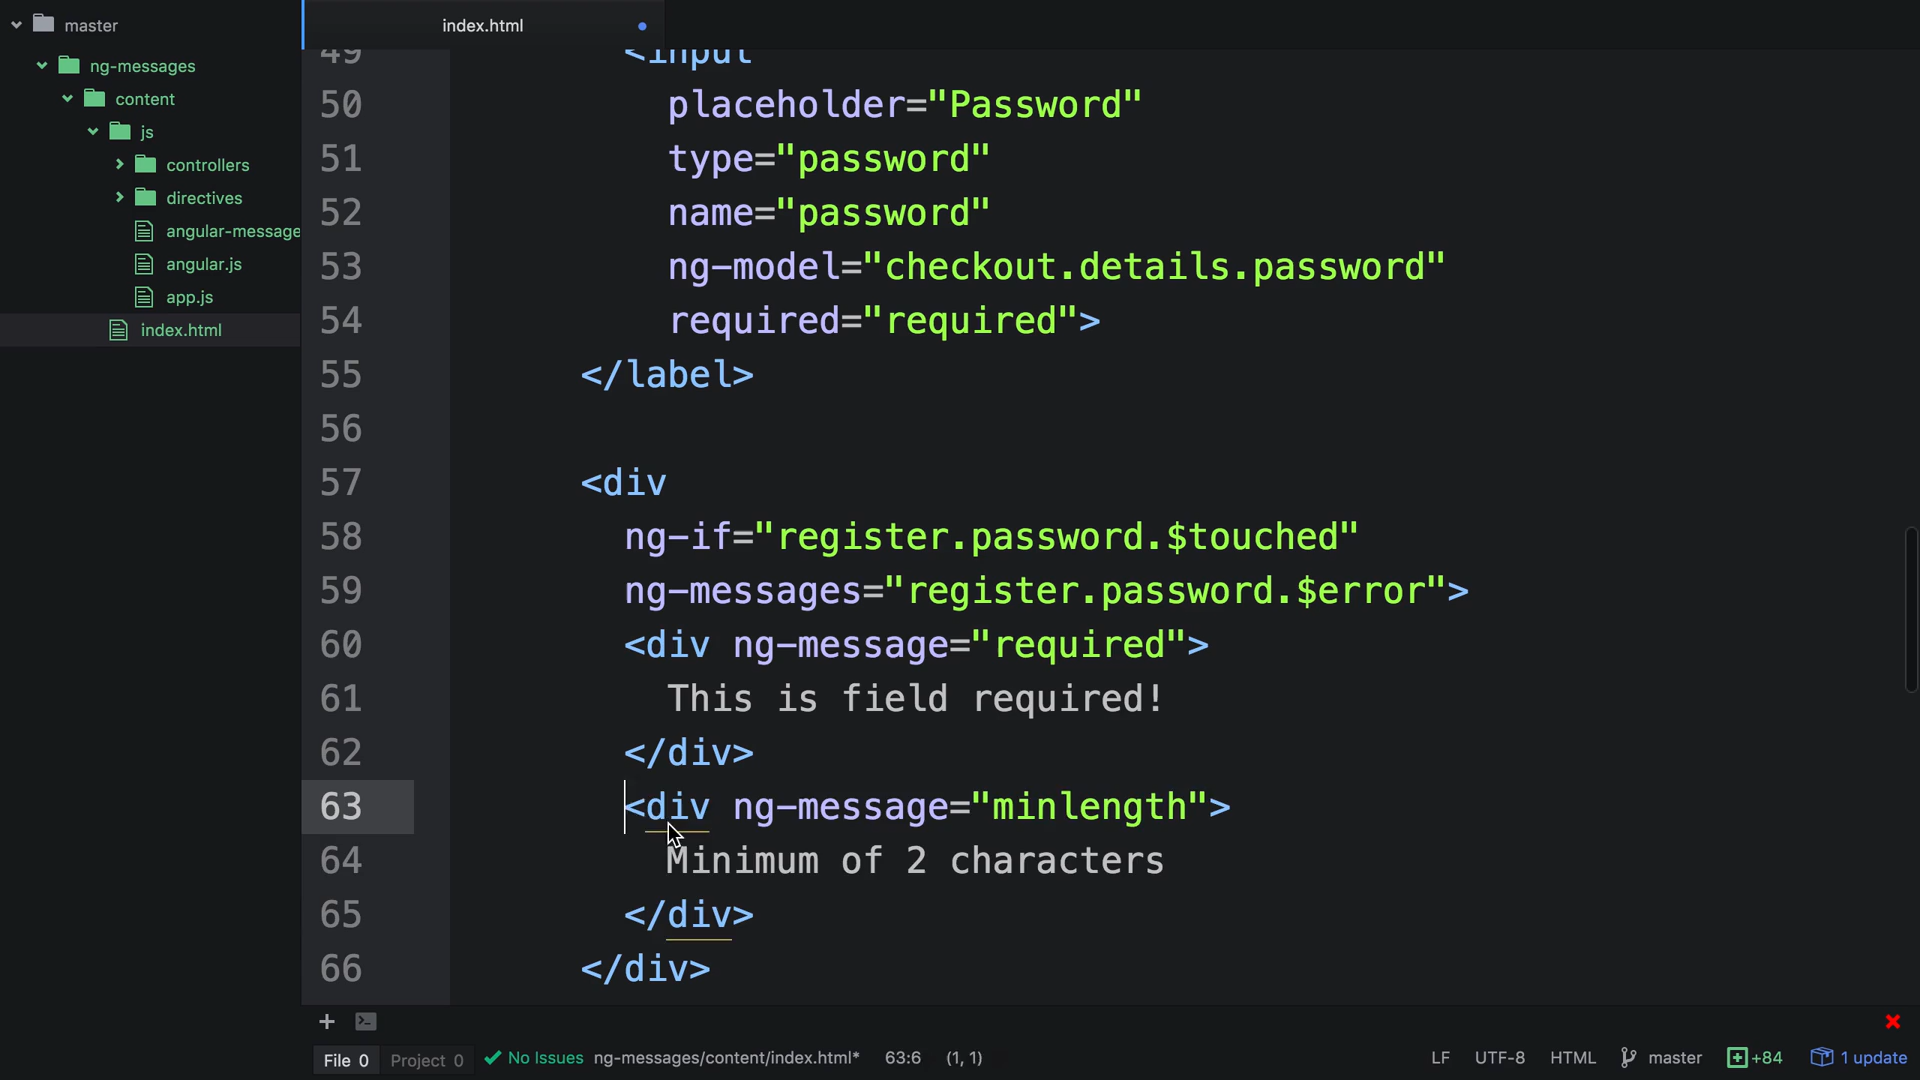 master
index.html
ng-messages
content
js
controllers
directives
angular-message
angular.js
app.js
index.html
49 <input
50 placeholder="Password"
51 type="password"
52 name="password"
53 ng-model="checkout.details.password"
54 required="required">
55 </label>
56
57 <div
58 ng-if="register.password.$touched"
59 ng-messages="register.password.$error">
60 <div ng-message="required">
61 This is field required!
62 </div>
63 <div ng-message="minlength">
64 Minimum of 2 characters
65 </div>
66 </div>
File 0 Project 0 No Issues ng-messages/content/index.html* 63:6 (1, 1) LF UTF-8 HTML master +84 1 update